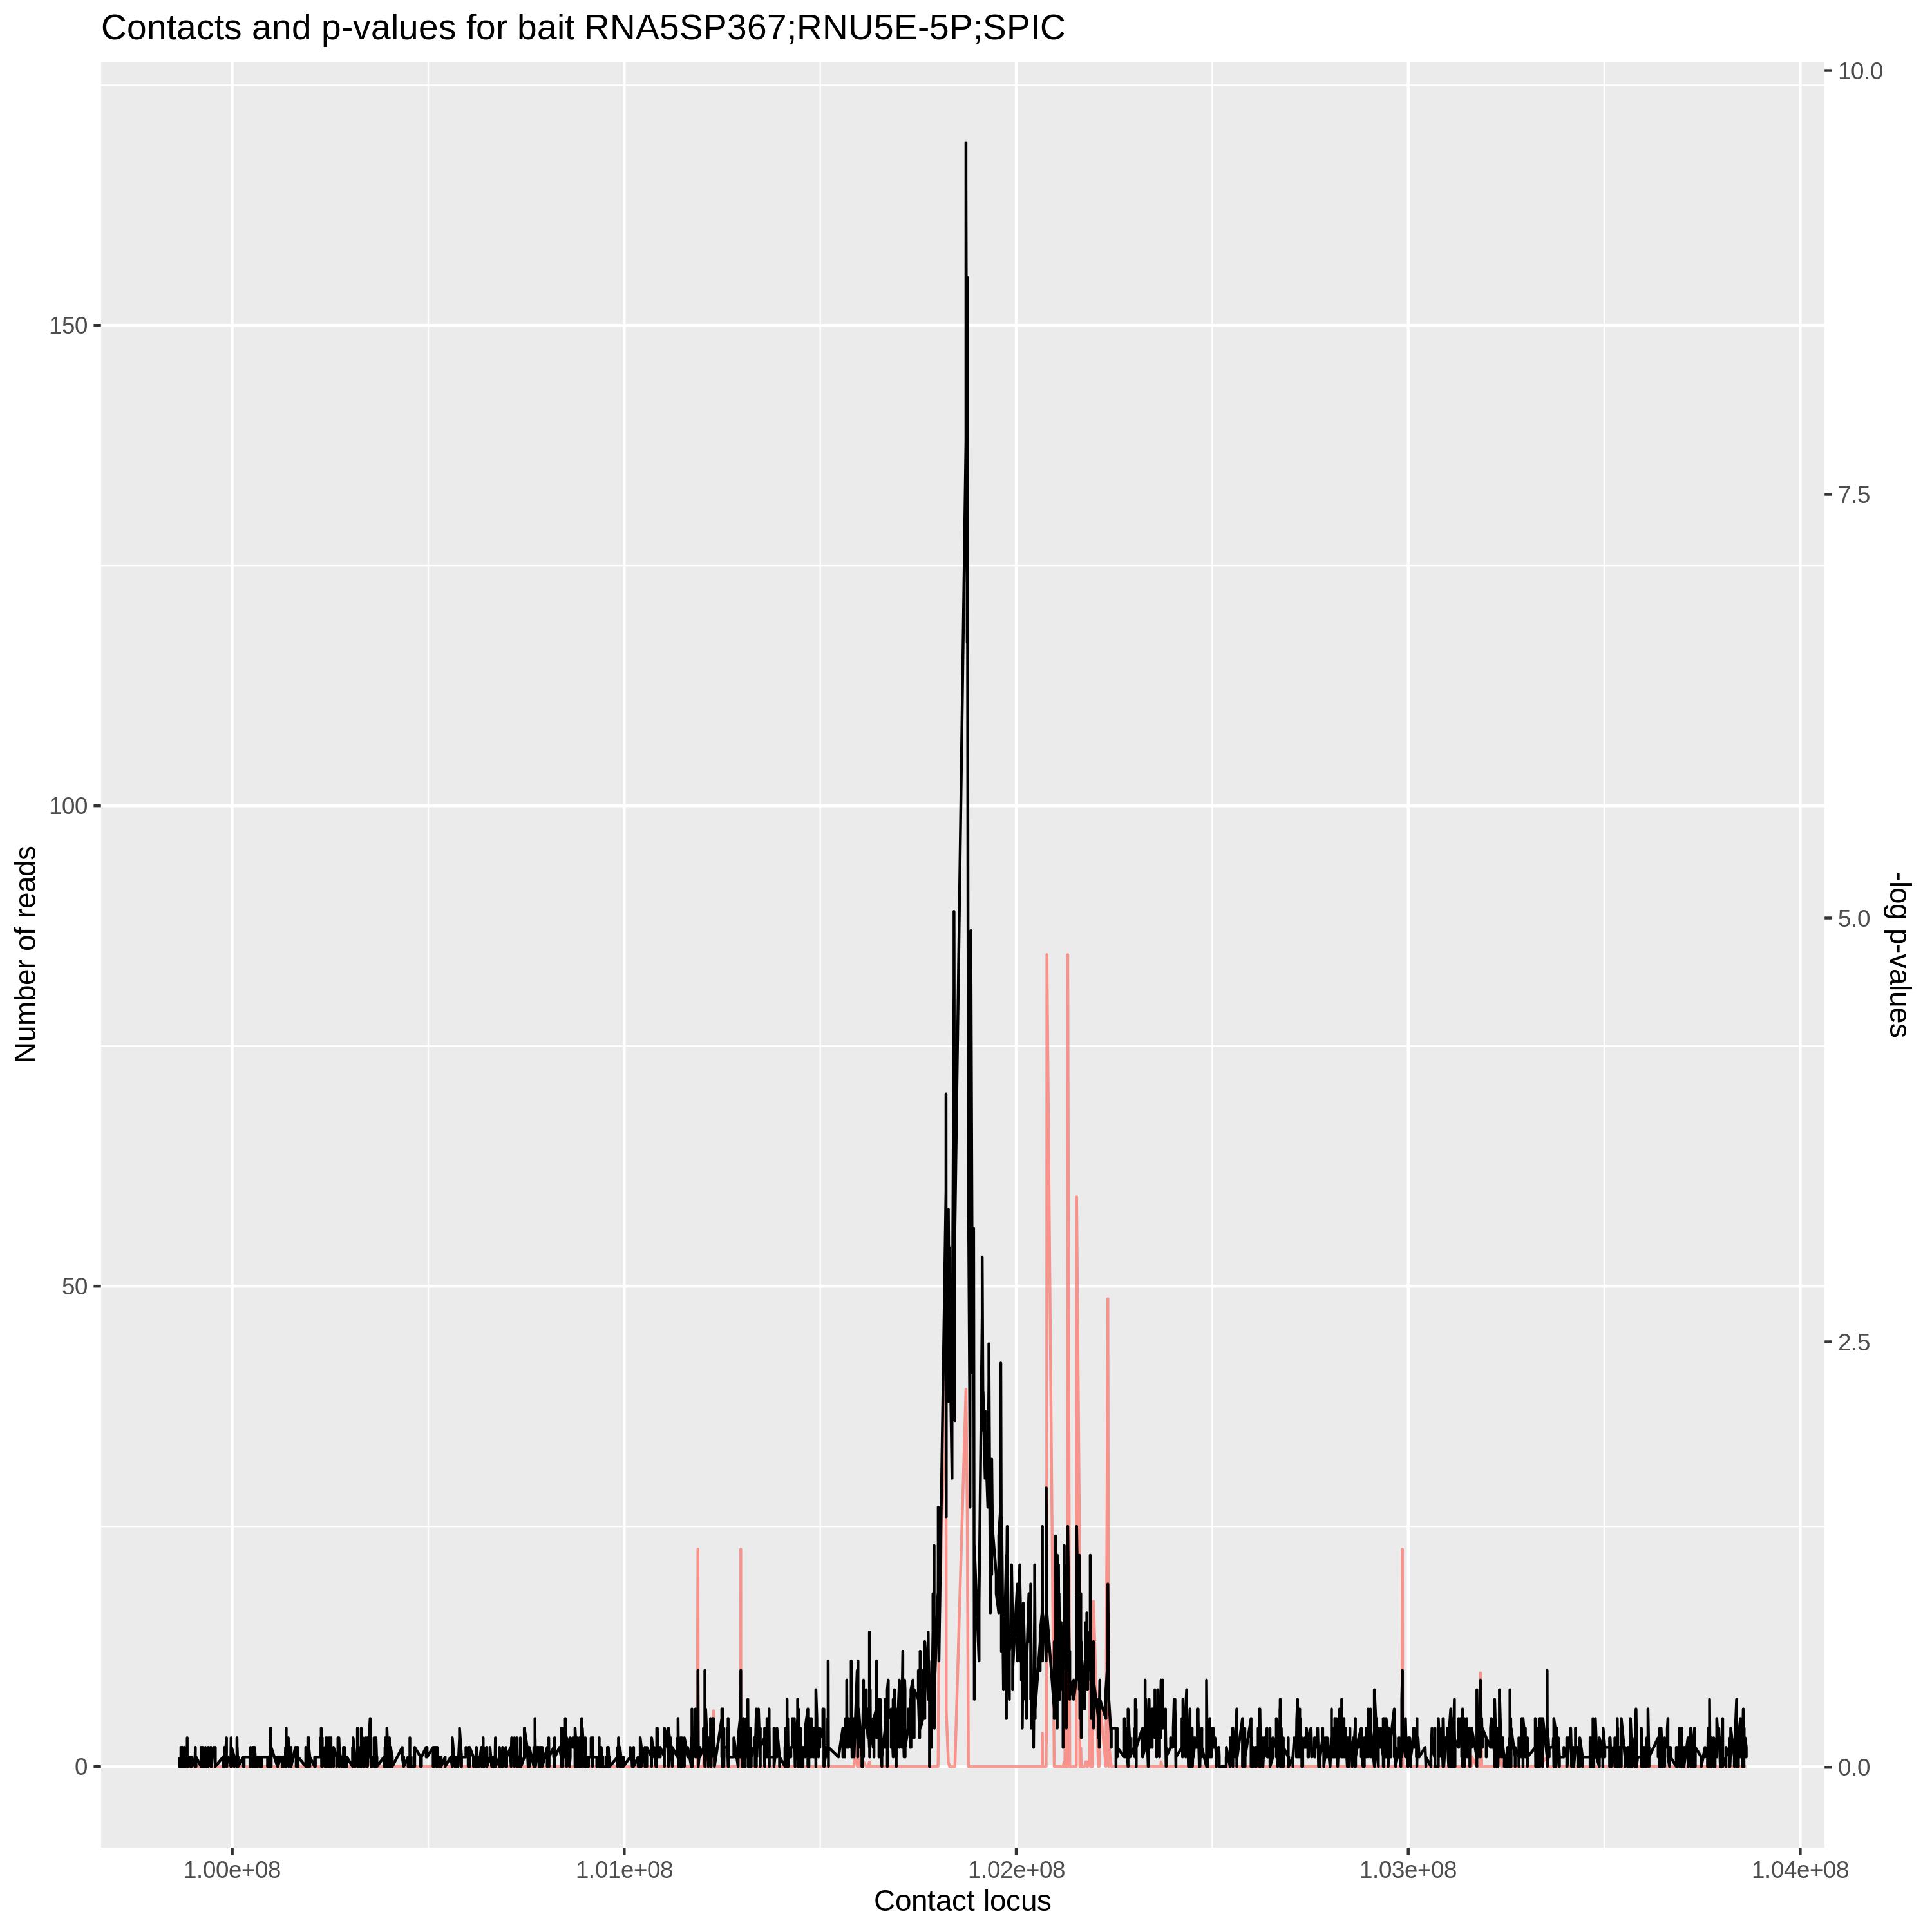 Contacts and p-values for bait RNA5SP367;RNU5E-5P;SPIC
10.0
7.5
5.0
2.5
0.0
-log p-values
150
100
50
0
Number of reads
1.00e+08 1.01e+08 1.02e+08 1.03e+08 1.04e+08
Contact locus